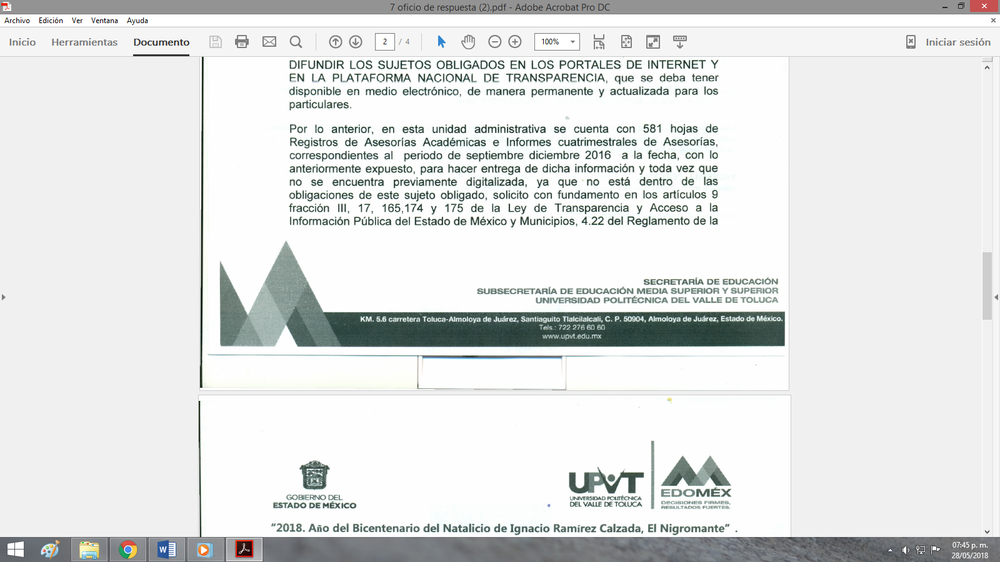 7 oficio de respuesta (2).pdf - Adobe Acrobat Pro DC
Archivo Edición Ver Ventana Ayuda
Inicio Herramientas Documento 2 / 4 100% Iniciar sesión
DIFUNDIR LOS SUJETOS OBLIGADOS EN LOS PORTALES DE INTERNET Y
EN LA PLATAFORMA NACIONAL DE TRANSPARENCIA, que se deba tener
disponible en medio electrónico, de manera permanente y actualizada para los
particulares.
Por lo anterior, en esta unidad administrativa se cuenta con 581 hojas de
Registros de Asesorías Académicas e Informes cuatrimestrales de Asesorías,
correspondientes al periodo de septiembre diciembre 2016 a la fecha, con lo
anteriormente expuesto, para hacer entrega de dicha información y toda vez que
no se encuentra previamente digitalizada, ya que no está dentro de las
obligaciones de este sujeto obligado, solicito con fundamento en los artículos 9
fracción III, 17, 165,174 y 175 de la Ley de Transparencia y Acceso a la
Información Pública del Estado de México y Municipios, 4.22 del Reglamento de la
SECRETARÍA DE EDUCACIÓN
SUBSECRETARÍA DE EDUCACIÓN MEDIA SUPERIOR Y SUPERIOR
UNIVERSIDAD POLITÉCNICA DEL VALLE DE TOLUCA
KM. 5.6 carretera Toluca-Almoloya de Juárez, Santiaguito Tlalcilalcali, C. P. 50904, Almoloya de Juárez, Estado de México.
Tels.: 722 276 60 60
www.upvt.edu.mx
GOBIERNO DEL
ESTADO DE MÉXICO
UPVT
UNIVERSIDAD POLITÉCNICA
DEL VALLE DE TOLUCA
EDOMÉX
DECISIONES FIRMES,
RESULTADOS FUERTES.
“2018. Año del Bicentenario del Natalicio de Ignacio Ramírez Calzada, El Nigromante” .
07:45 p. m.
28/05/2018